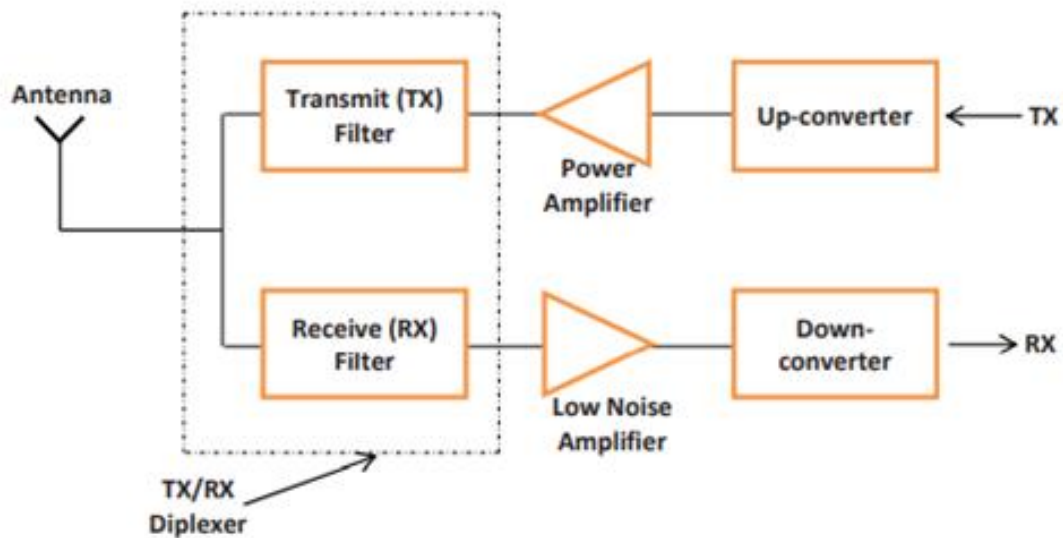 Antenna
Transmit (TX)
Filter
Power
Amplifier
Up-converter
TX
Receive (RX)
Filter
Low Noise
Amplifier
Down-
converter
RX
TX/RX
Diplexer